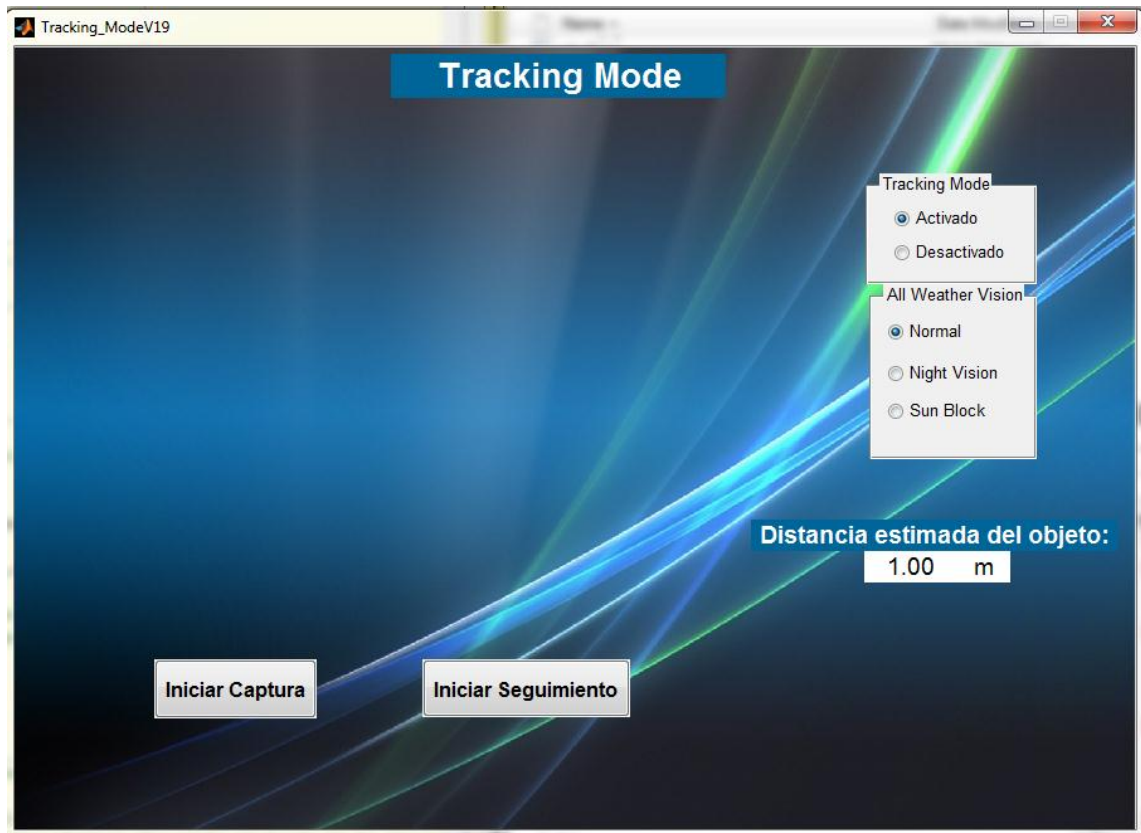 Tracking_ModeV19
Tracking Mode
Tracking Mode
Activado
Desactivado
All Weather Vision
Normal
Night Vision
Sun Block
Distancia estimada del objeto:
1.00 m
Iniciar Captura
Iniciar Seguimiento